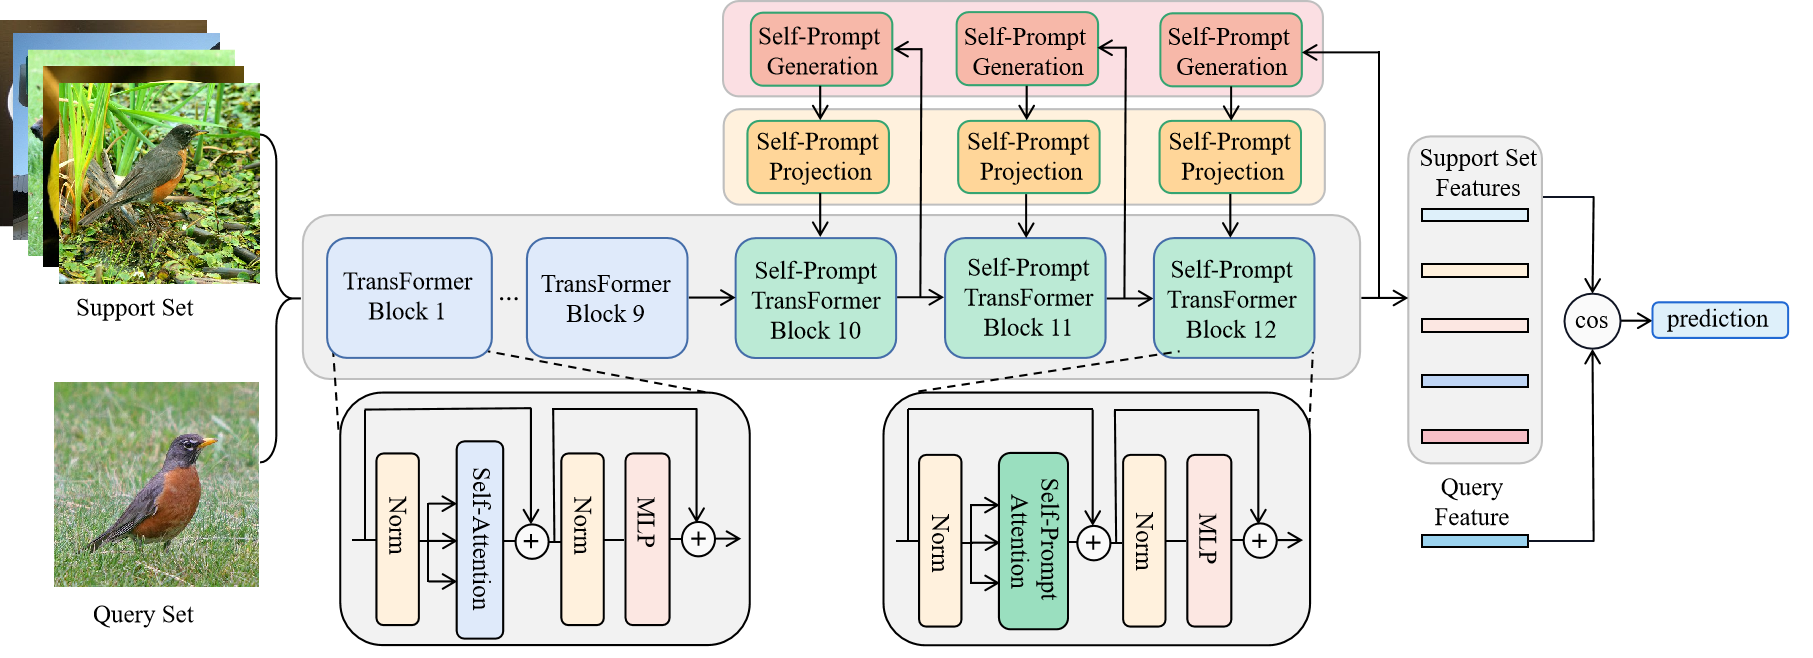 Self-Prompt
Generation
Self-Prompt
Generation
Self-Prompt
Generation
Self-Prompt
Projection
Self-Prompt
Projection
Self-Prompt
Projection
Support Set
TransFormer
Block 1
...
TransFormer
Block 9
Self-Prompt
TransFormer
Block 10
Self-Prompt
TransFormer
Block 11
Self-Prompt
TransFormer
Block 12
Support Set
Features
cos
prediction
Query
Feature
Query Set
Norm
Self-Attention
+
Norm
MLP
+
Norm
Self-Prompt
Attention
+
Norm
MLP
+